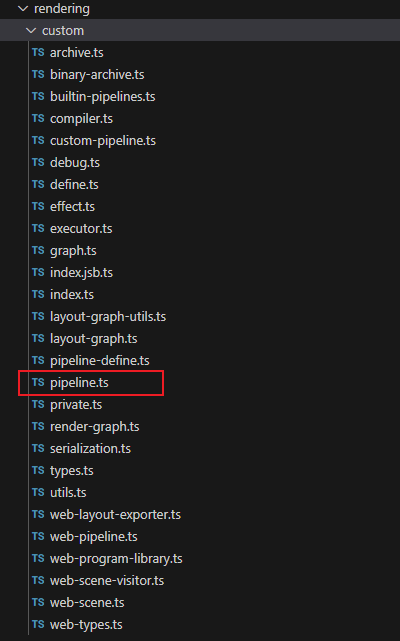 rendering
custom
TS archive.ts
TS binary-archive.ts
TS builtin-pipelines.ts
TS compiler.ts
TS custom-pipeline.ts
TS debug.ts
TS define.ts
TS effect.ts
TS executor.ts
TS graph.ts
TS index.jsb.ts
TS index.ts
TS layout-graph-utils.ts
TS layout-graph.ts
TS pipeline-define.ts
TS pipeline.ts
TS private.ts
TS render-graph.ts
TS serialization.ts
TS types.ts
TS utils.ts
TS web-layout-exporter.ts
TS web-pipeline.ts
TS web-program-library.ts
TS web-scene-visitor.ts
TS web-scene.ts
TS web-types.ts